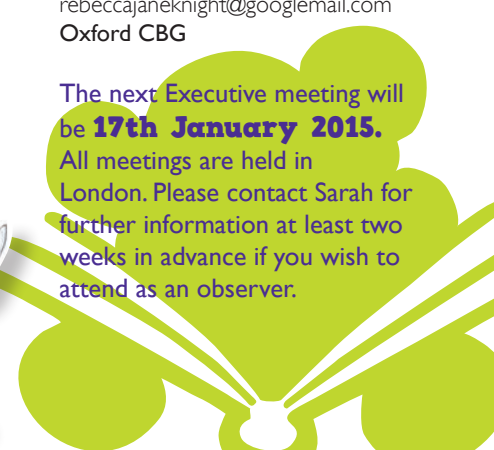 rebeccajaneknight@googlemail.com
Oxford CBG
The next Executive meeting will
be 17th January 2015.
All meetings are held in
London. Please contact Sarah for
further information at least two
weeks in advance if you wish to
attend as an observer.